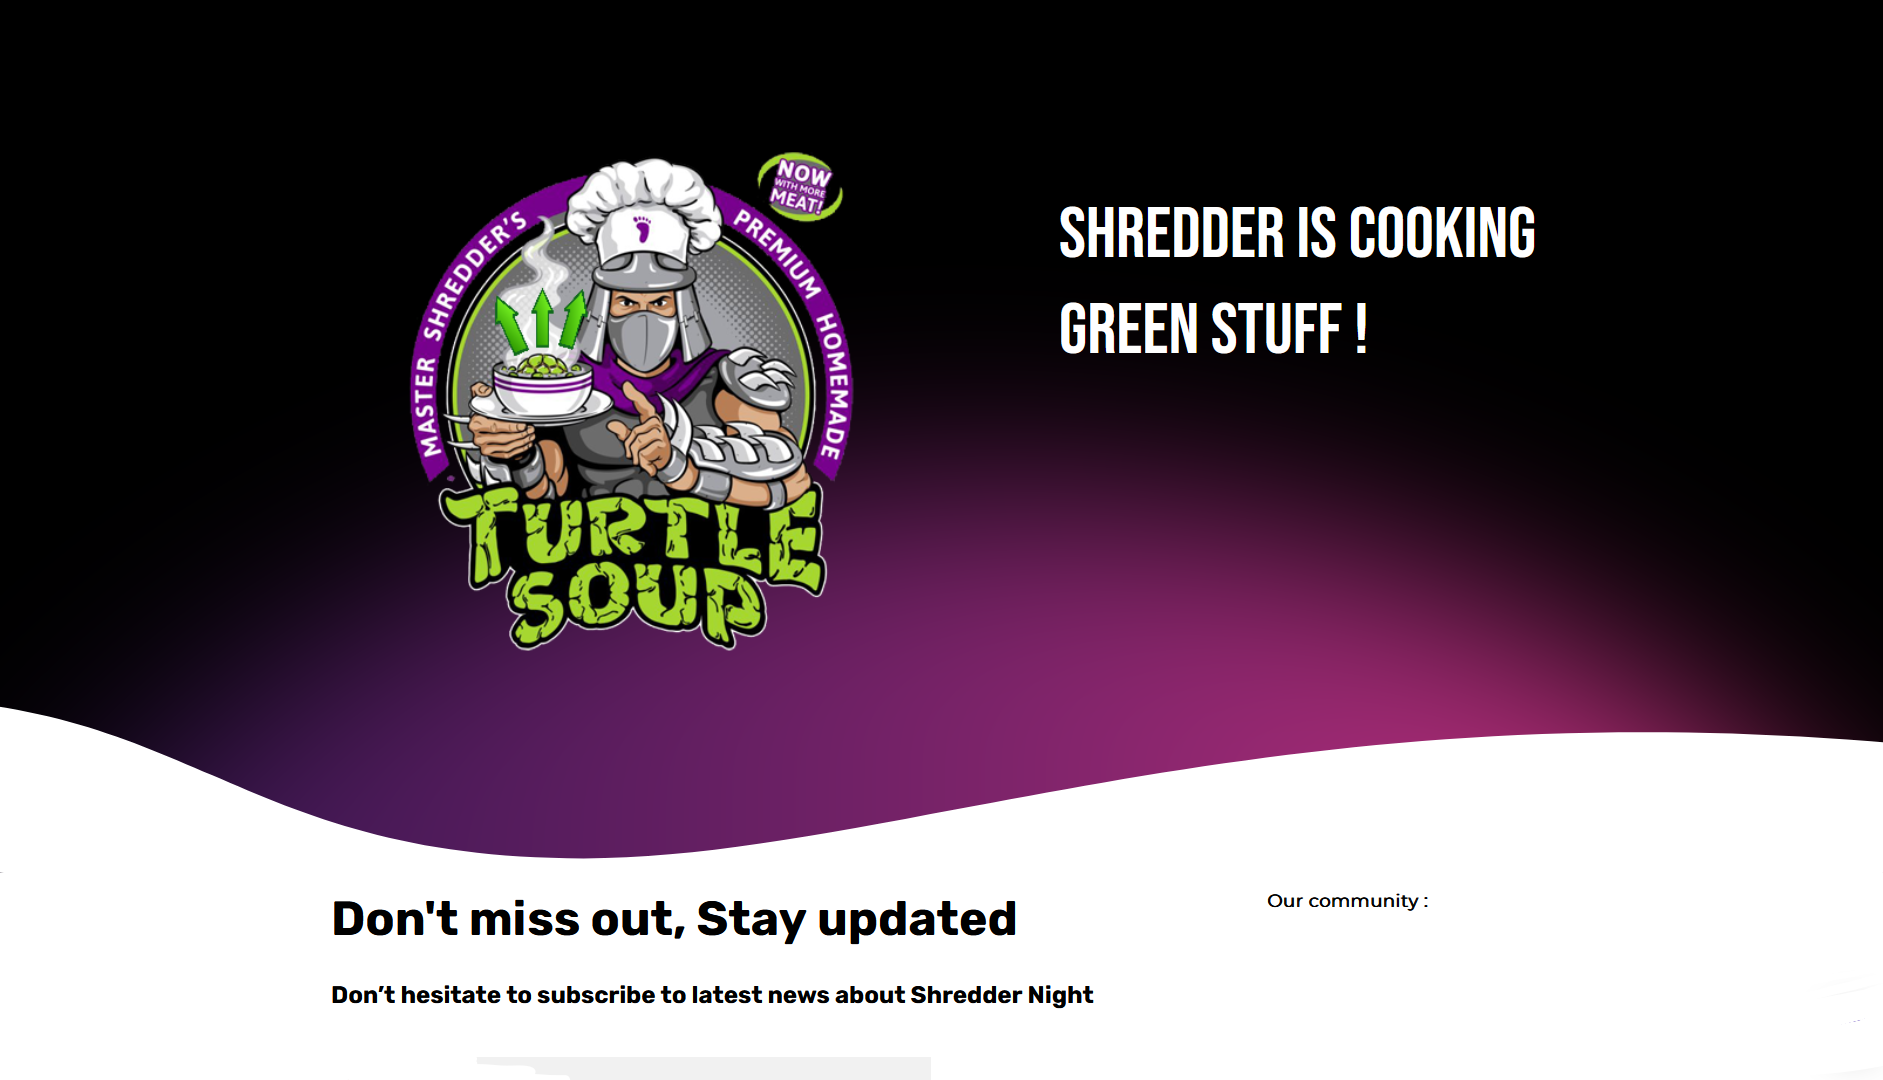 NOW
WITH MORE
MEAT!
MASTER SHREDDER'S PREMIUM HOMEMADE
TURTLE
SOUP
SHREDDER IS COOKING
GREEN STUFF !
Don't miss out, Stay updated
Our community :
Don’t hesitate to subscribe to latest news about Shredder Night